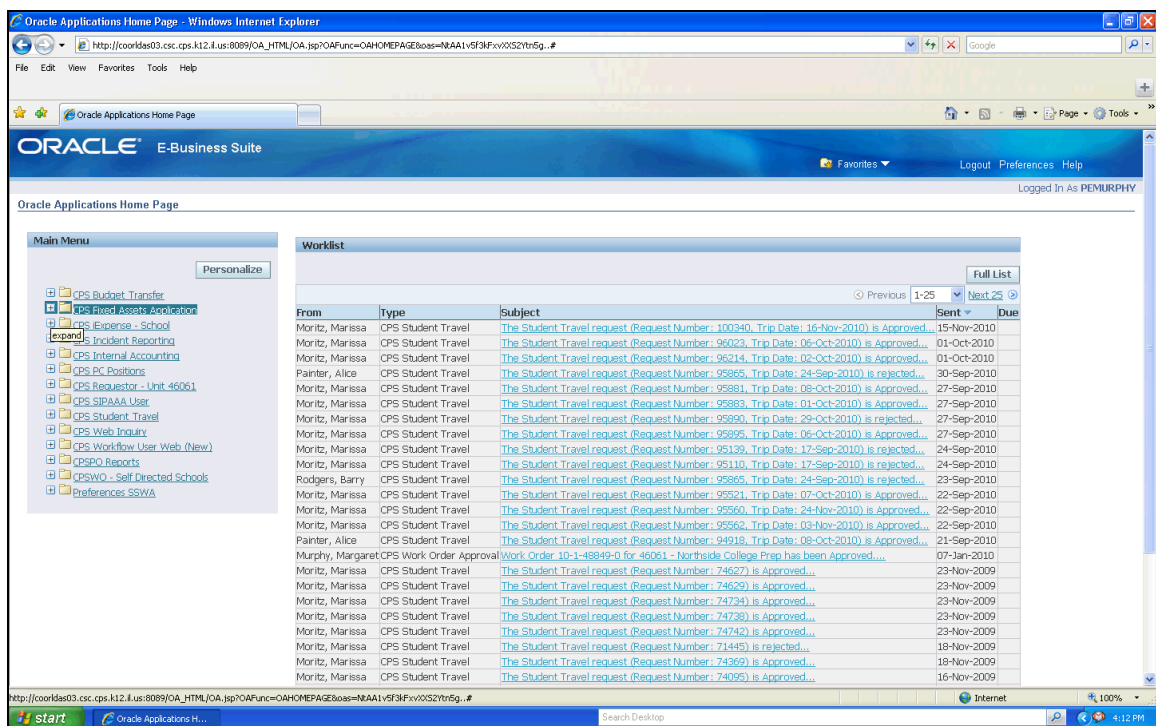 Oracle Applications Home Page - Windows Internet Explorer
http://coorldas03.csc.cps.k12.il.us:8089/OA_HTML/OA.jsp?OAFunc=OAHOMEPAGE&oas=NtAA1v5f3kFxvXXS2Ytn5g..#
Google
File Edit View Favorites Tools Help
Oracle Applications Home Page
Page Tools
ORACLE E-Business Suite
Favorites Logout Preferences Help
Logged In As PEMURPHY
Oracle Applications Home Page
Main Menu
Personalize
CPS Budget Transfer
CPS Fixed Assets Application
CPS iExpense - School
expand
CPS Incident Reporting
CPS Internal Accounting
CPS PC Positions
CPS Requestor - Unit 46061
CPS SIPAAA User
CPS Student Travel
CPS Web Inquiry
CPS Workflow User Web (New)
CPSPO Reports
CPSWO - Self Directed Schools
Preferences SSWA
Worklist
Full List
Previous 1-25 Next 25
From Type Subject Sent Due
Moritz, Marissa CPS Student Travel The Student Travel request (Request Number: 100340, Trip Date: 16-Nov-2010) is Approved... 15-Nov-2010
Moritz, Marissa CPS Student Travel The Student Travel request (Request Number: 96023, Trip Date: 06-Oct-2010) is Approved... 01-Oct-2010
Moritz, Marissa CPS Student Travel The Student Travel request (Request Number: 96214, Trip Date: 02-Oct-2010) is Approved... 01-Oct-2010
Painter, Alice CPS Student Travel The Student Travel request (Request Number: 95865, Trip Date: 24-Sep-2010) is rejected... 30-Sep-2010
Moritz, Marissa CPS Student Travel The Student Travel request (Request Number: 95881, Trip Date: 08-Oct-2010) is Approved... 27-Sep-2010
Moritz, Marissa CPS Student Travel The Student Travel request (Request Number: 95883, Trip Date: 01-Oct-2010) is Approved... 27-Sep-2010
Moritz, Marissa CPS Student Travel The Student Travel request (Request Number: 95890, Trip Date: 29-Oct-2010) is rejected... 27-Sep-2010
Moritz, Marissa CPS Student Travel The Student Travel request (Request Number: 95895, Trip Date: 06-Oct-2010) is Approved... 27-Sep-2010
Moritz, Marissa CPS Student Travel The Student Travel request (Request Number: 95139, Trip Date: 17-Sep-2010) is rejected... 24-Sep-2010
Moritz, Marissa CPS Student Travel The Student Travel request (Request Number: 95110, Trip Date: 17-Sep-2010) is rejected... 24-Sep-2010
Rodgers, Barry CPS Student Travel The Student Travel request (Request Number: 95865, Trip Date: 24-Sep-2010) is rejected... 23-Sep-2010
Moritz, Marissa CPS Student Travel The Student Travel request (Request Number: 95521, Trip Date: 07-Oct-2010) is Approved... 22-Sep-2010
Moritz, Marissa CPS Student Travel The Student Travel request (Request Number: 95560, Trip Date: 24-Nov-2010) is Approved... 22-Sep-2010
Moritz, Marissa CPS Student Travel The Student Travel request (Request Number: 95562, Trip Date: 03-Nov-2010) is Approved... 22-Sep-2010
Painter, Alice CPS Student Travel The Student Travel request (Request Number: 94918, Trip Date: 08-Oct-2010) is Approved... 21-Sep-2010
Murphy, Margaret CPS Work Order Approval Work Order 10-1-48849-0 for 46061 - Northside College Prep has been Approved.... 07-Jan-2010
Moritz, Marissa CPS Student Travel The Student Travel request (Request Number: 74627) is Approved... 23-Nov-2009
Moritz, Marissa CPS Student Travel The Student Travel request (Request Number: 74629) is Approved... 23-Nov-2009
Moritz, Marissa CPS Student Travel The Student Travel request (Request Number: 74734) is Approved... 23-Nov-2009
Moritz, Marissa CPS Student Travel The Student Travel request (Request Number: 74738) is Approved... 23-Nov-2009
Moritz, Marissa CPS Student Travel The Student Travel request (Request Number: 74742) is Approved... 23-Nov-2009
Moritz, Marissa CPS Student Travel The Student Travel request (Request Number: 71445) is rejected... 18-Nov-2009
Moritz, Marissa CPS Student Travel The Student Travel request (Request Number: 74369) is Approved... 18-Nov-2009
Moritz, Marissa CPS Student Travel The Student Travel request (Request Number: 74095) is Approved... 16-Nov-2009
http://coorldas03.csc.cps.k12.il.us:8089/OA_HTML/OA.jsp?OAFunc=OAHOMEPAGE&oas=NtAA1v5f3kFxvXXS2Ytn5g..#
Internet 100%
start Oracle Applications H... Search Desktop 4:12 PM